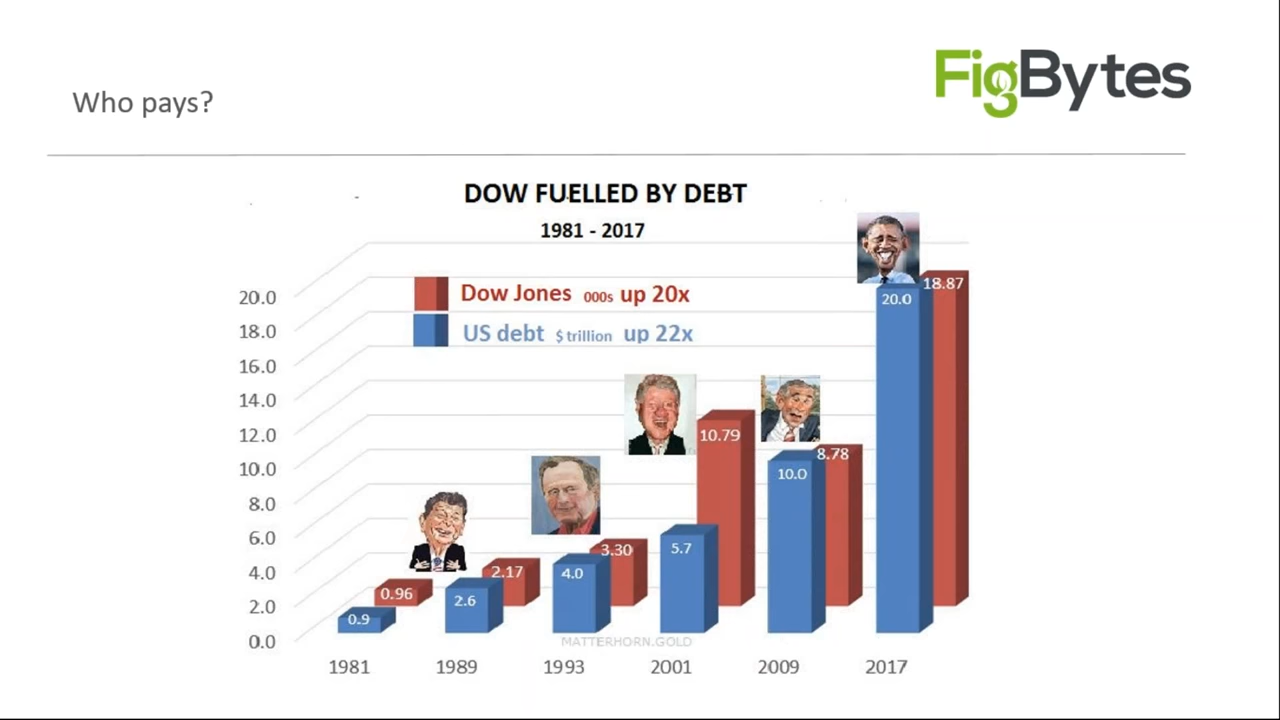 FigBytes
Who pays?
DOW FUELLED BY DEBT
1981 - 2017
Dow Jones 000s up 20x
US debt $ trillion up 22x
20.0
18.0
16.0
14.0
12.0
10.0
8.0
6.0
4.0
2.0
0.0
0.9
0.96
2.6
2.17
4.0
3.30
5.7
10.79
10.0
8.78
20.0
18.87
MATTERHORN.GOLD
1981 1989 1993 2001 2009 2017